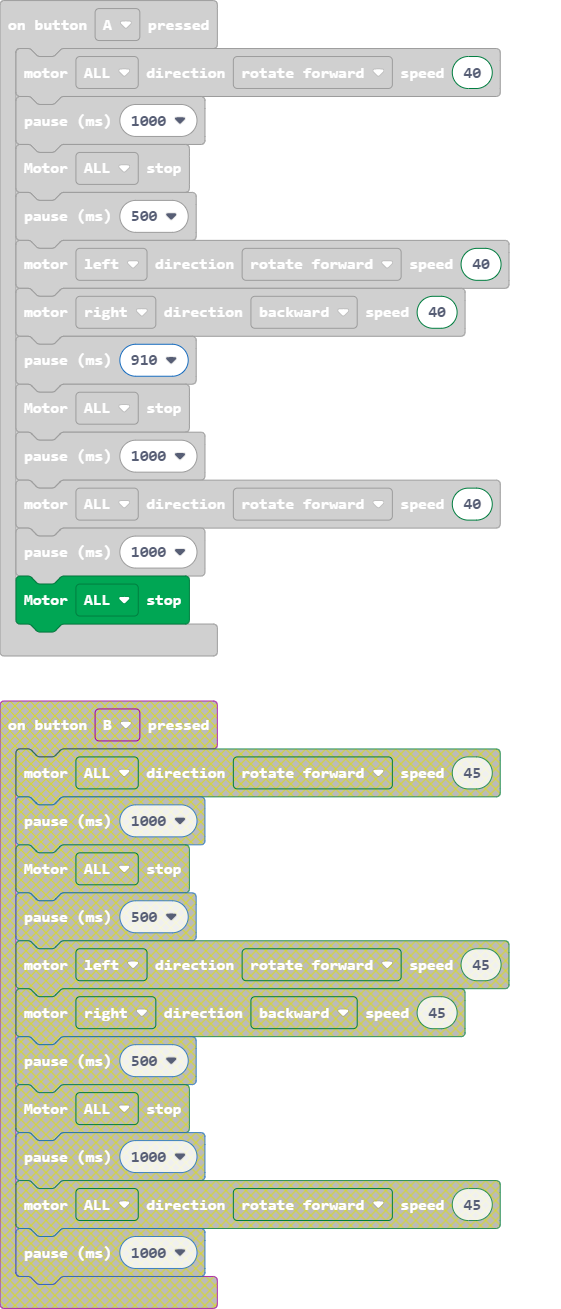 on button A pressed
motor ALL direction rotate forward speed 40
pause (ms) 1000
Motor ALL stop
pause (ms) 500
motor left direction rotate forward speed 40
motor right direction backward speed 40
pause (ms) 910
Motor ALL stop
pause (ms) 1000
motor ALL direction rotate forward speed 40
pause (ms) 1000
Motor ALL stop
on button B pressed
motor ALL direction rotate forward speed 45
pause (ms) 1000
Motor ALL stop
pause (ms) 500
motor left direction rotate forward speed 45
motor right direction backward speed 45
pause (ms) 500
Motor ALL stop
pause (ms) 1000
motor ALL direction rotate forward speed 45
pause (ms) 1000